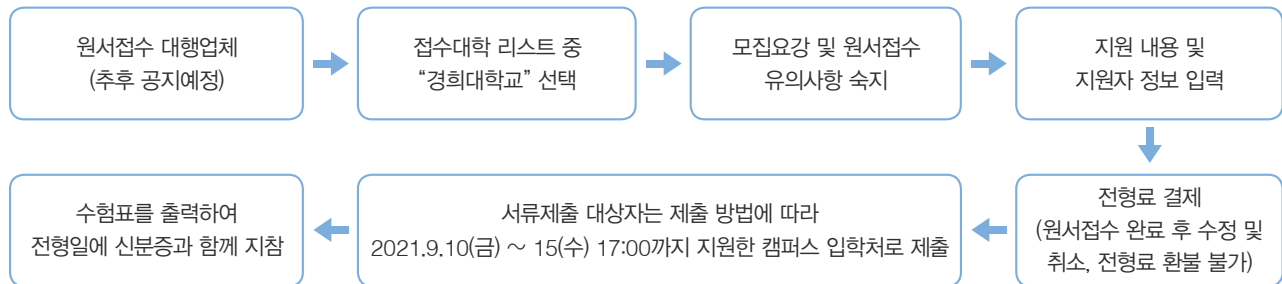 원서접수 대행업체
(추후 공지예정)
접수대학 리스트 중
“경희대학교” 선택
모집요강 및 원서접수
유의사항 숙지
지원 내용 및
지원자 정보 입력
전형료 결제
(원서접수 완료 후 수정 및
취소, 전형료 환불 불가)
서류제출 대상자는 제출 방법에 따라
2021.9.10(금) ~ 15(수) 17:00까지 지원한 캠퍼스 입학처로 제출
수험표를 출력하여
전형일에 신분증과 함께 지참